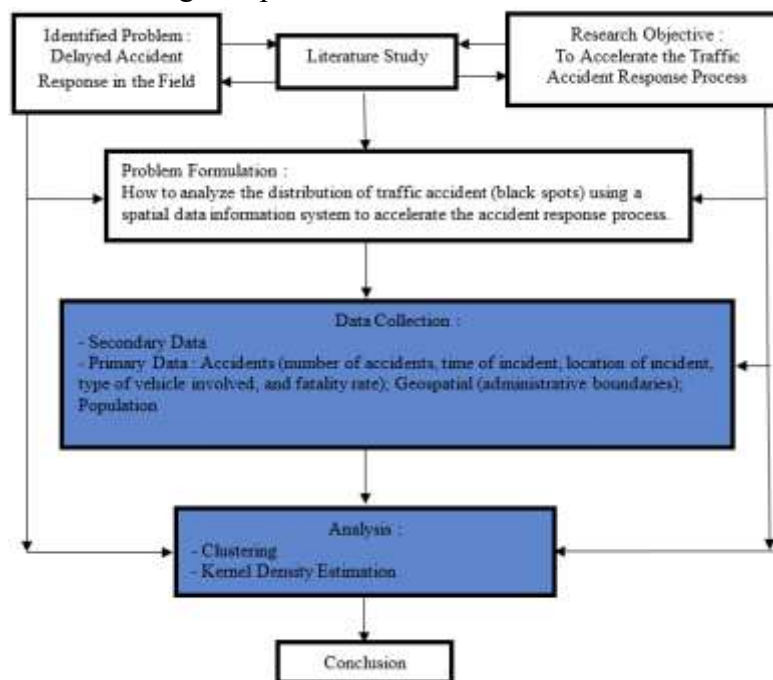 Identified Problem :
Delayed Accident
Response in the Field
Literature Study
Research Objective :
To Accelerate the Traffic
Accident Response Process
Problem Formulation :
How to analyze the distribution of traffic accident (black spots) using a
spatial data information system to accelerate the accident response process.
Data Collection :
- Secondary Data
- Primary Data : Accidents (number of accidents, time of incident, location of incident,
type of vehicle involved, and fatality rate); Geospatial (administrative boundaries);
Population
Analysis :
- Clustering
- Kernel Density Estimation
Conclusion